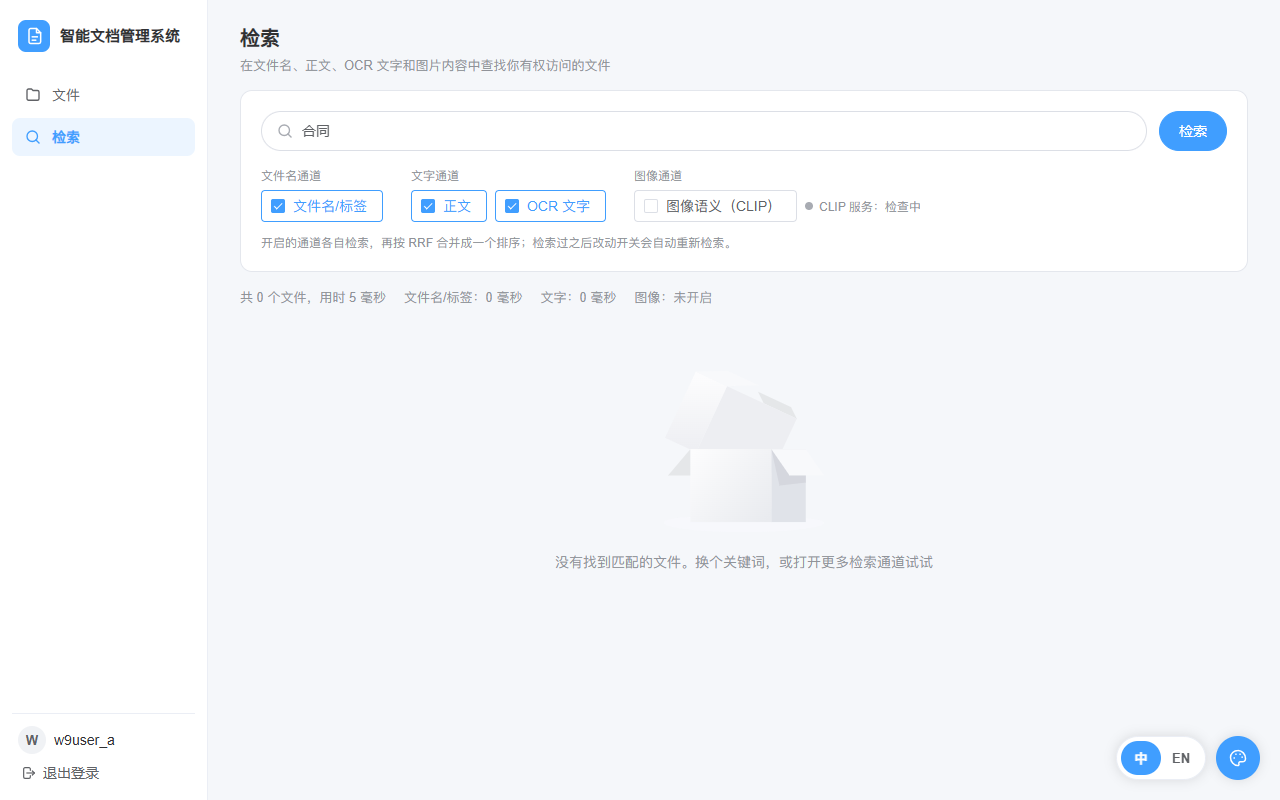 智能文档管理系统
文件
检索
检索
在文件名、正文、OCR 文字和图片内容中查找你有权访问的文件
合同
检索
文件名通道
文字通道
图像通道
文件名/标签
正文
OCR 文字
图像语义（CLIP）
CLIP 服务：检查中
开启的通道各自检索，再按 RRF 合并成一个排序；检索过之后改动开关会自动重新检索。
共 0 个文件，用时 5 毫秒
文件名/标签：0 毫秒
文字：0 毫秒
图像：未开启
没有找到匹配的文件。换个关键词，或打开更多检索通道试试
W
w9user_a
退出登录
中
EN